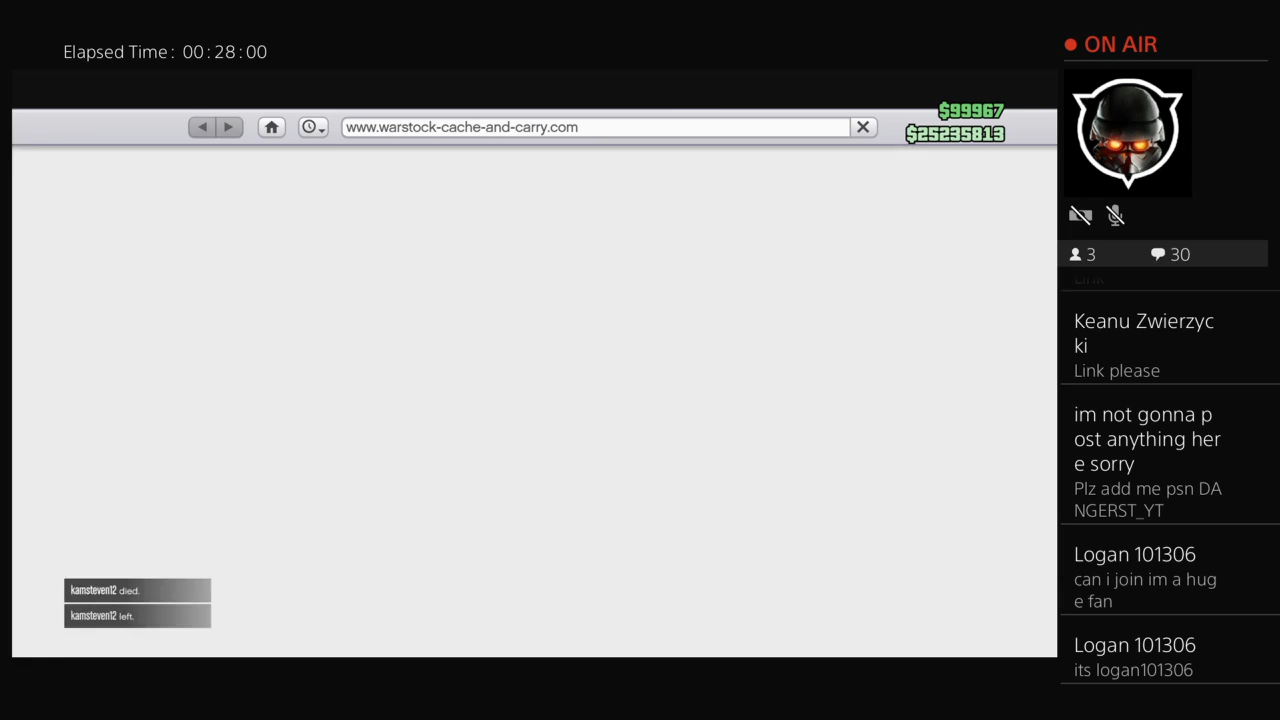 Elapsed Time: 00:28:00
ON AIR
www.warstock-cache-and-carry.com
$99967
$25235813
3
30
Link
Keanu Zwierzyc
ki
Link please
im not gonna p
ost anything her
e sorry
Plz add me psn DA
NGERST_YT
Logan 101306
can i join im a hug
e fan
Logan 101306
its logan101306
kamsteven12 died.
kamsteven12 left.